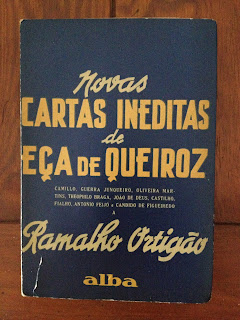 Novas
CARTAS INEDITAS
de
EÇA DE QUEIROZ
CAMILLO, GUERRA JUNQUEIRO, OLIVEIRA MAR-
TINS, THEOPHILO BRAGA, JOÃO DE DEUS, CASTILHO,
FIALHO, ANTONIO FEIJO e CANDIDO DE FIGUEIREDO
A
Ramalho Ortigão
alba